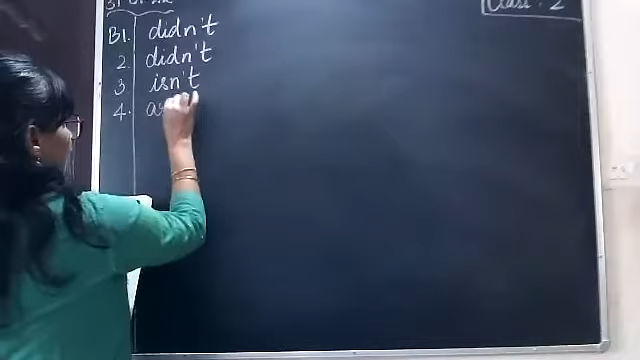 Class: 2
B1. didn't
2. didn't
3. isn't
4.